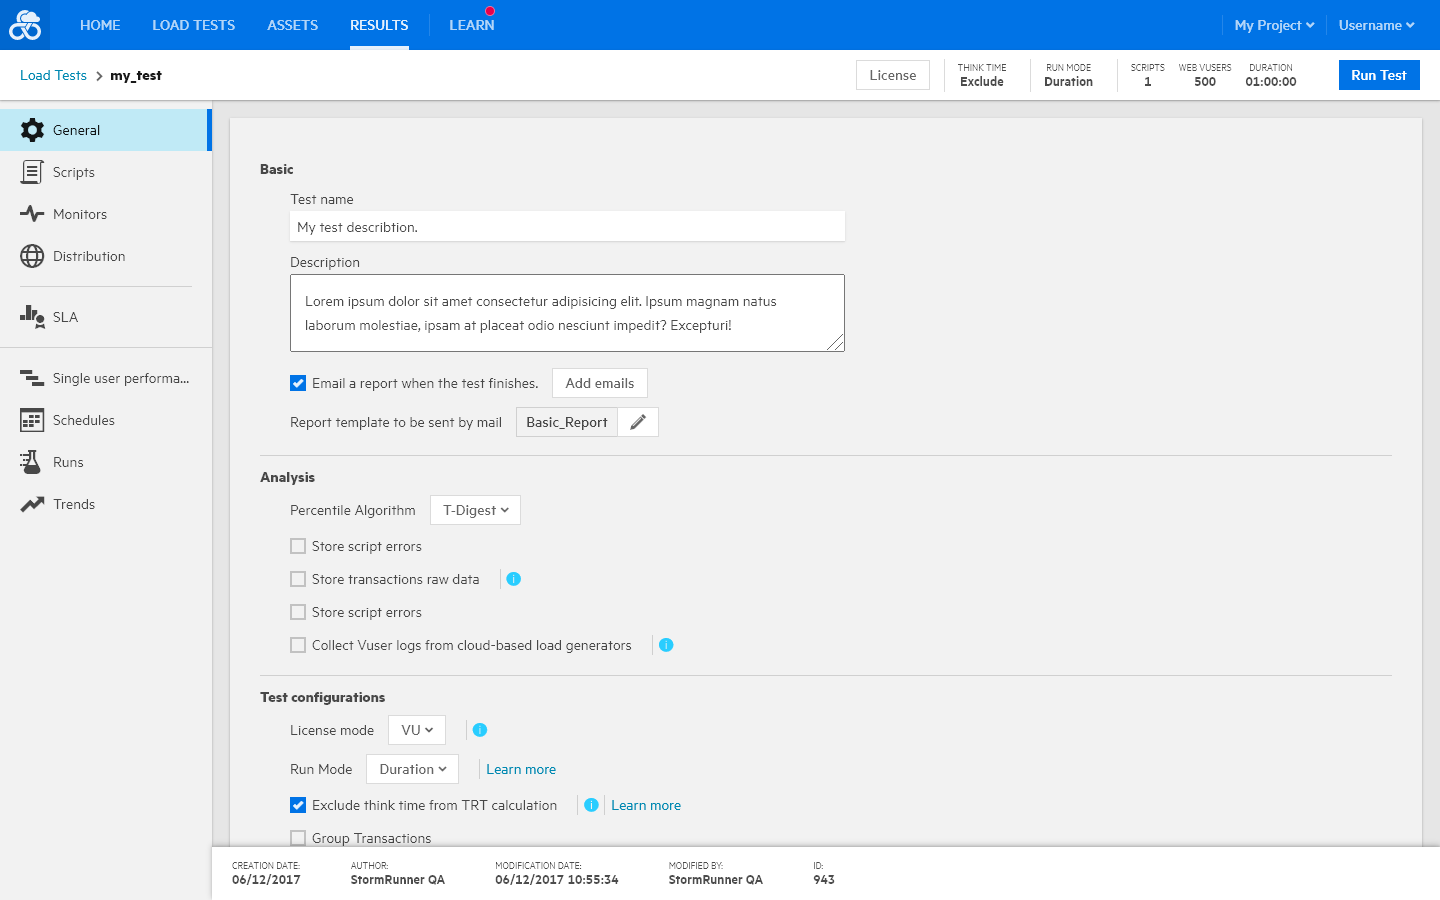 HOME LOAD TESTS ASSETS RESULTS LEARN My Project Username
Load Tests > my_test
License
THINK TIME
Exclude
RUN MODE
Duration
SCRIPTS
1
WEB VUSERS
500
DURATION
01:00:00
Run Test
General
Scripts
Monitors
Distribution
SLA
Single user performa...
Schedules
Runs
Trends
Basic
Test name
My test describtion.
Description
Lorem ipsum dolor sit amet consectetur adipisicing elit. Ipsum magnam natus
laborum molestiae, ipsam at placeat odio nesciunt impedit? Excepturi!
Email a report when the test finishes. Add emails
Report template to be sent by mail Basic_Report
Analysis
Percentile Algorithm T-Digest
Store script errors
Store transactions raw data i
Store script errors
Collect Vuser logs from cloud-based load generators i
Test configurations
License mode VU i
Run Mode Duration Learn more
Exclude think time from TRT calculation i Learn more
Group Transactions
CREATION DATE:
06/12/2017
AUTHOR:
StormRunner QA
MODIFICATION DATE:
06/12/2017 10:55:34
MODIFIED BY:
StormRunner QA
ID:
943